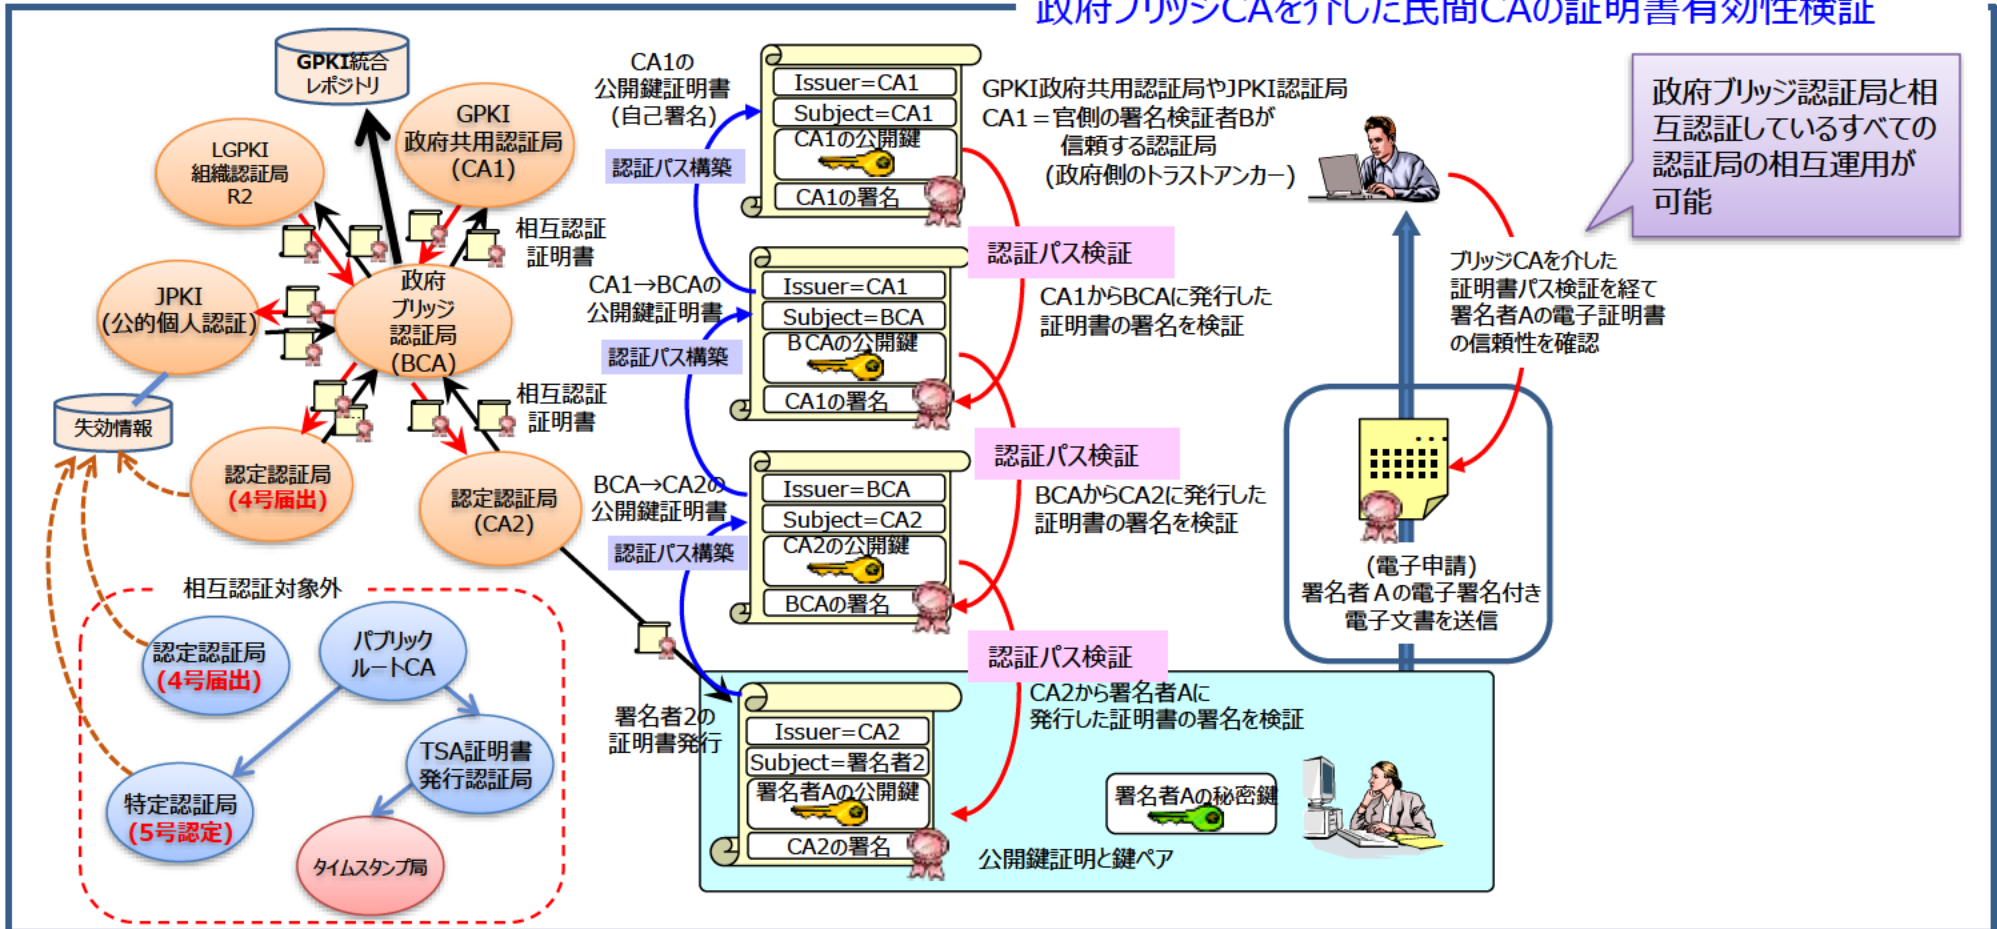 政府ブリッジCAを介した民間CAの証明書有効性検証
GPKI統合
レポジトリ
GPKI
政府共用認証局
(CA1)
LGPKI
組織認証局
R2
相互認証
証明書
JPKI
(公的個人認証)
政府
ブリッジ
認証局
(BCA)
失効情報
相互認証
証明書
認定認証局
(4号届出)
認定認証局
(CA2)
相互認証対象外
認定認証局
(4号届出)
パブリック
ルートCA
TSA証明書
発行認証局
特定認証局
(5号認定)
タイムスタンプ局
CA1の
公開鍵証明書
(自己署名)
認証パス構築
CA1→BCAの
公開鍵証明書
認証パス構築
BCA→CA2の
公開鍵証明書
認証パス構築
署名者2の
証明書発行
Issuer=CA1
Subject=CA1
CA1の公開鍵
CA1の署名
Issuer=CA1
Subject=BCA
BCAの公開鍵
CA1の署名
Issuer=BCA
Subject=CA2
CA2の公開鍵
BCAの署名
Issuer=CA2
Subject=署名者2
署名者Aの公開鍵
CA2の署名
GPKI政府共用認証局やJPKI認証局
CA1＝官側の署名検証者Bが
信頼する認証局
(政府側のトラストアンカー)
認証パス検証
CA1からBCAに発行した
証明書の署名を検証
認証パス検証
BCAからCA2に発行した
証明書の署名を検証
認証パス検証
CA2から署名者Aに
発行した証明書の署名を検証
署名者Aの秘密鍵
公開鍵証明と鍵ペア
政府ブリッジ認証局と相
互認証しているすべての
認証局の相互運用が
可能
ブリッジCAを介した
証明書パス検証を経て
署名者Aの電子証明書
の信頼性を確認
(電子申請)
署名者Aの電子署名付き
電子文書を送信